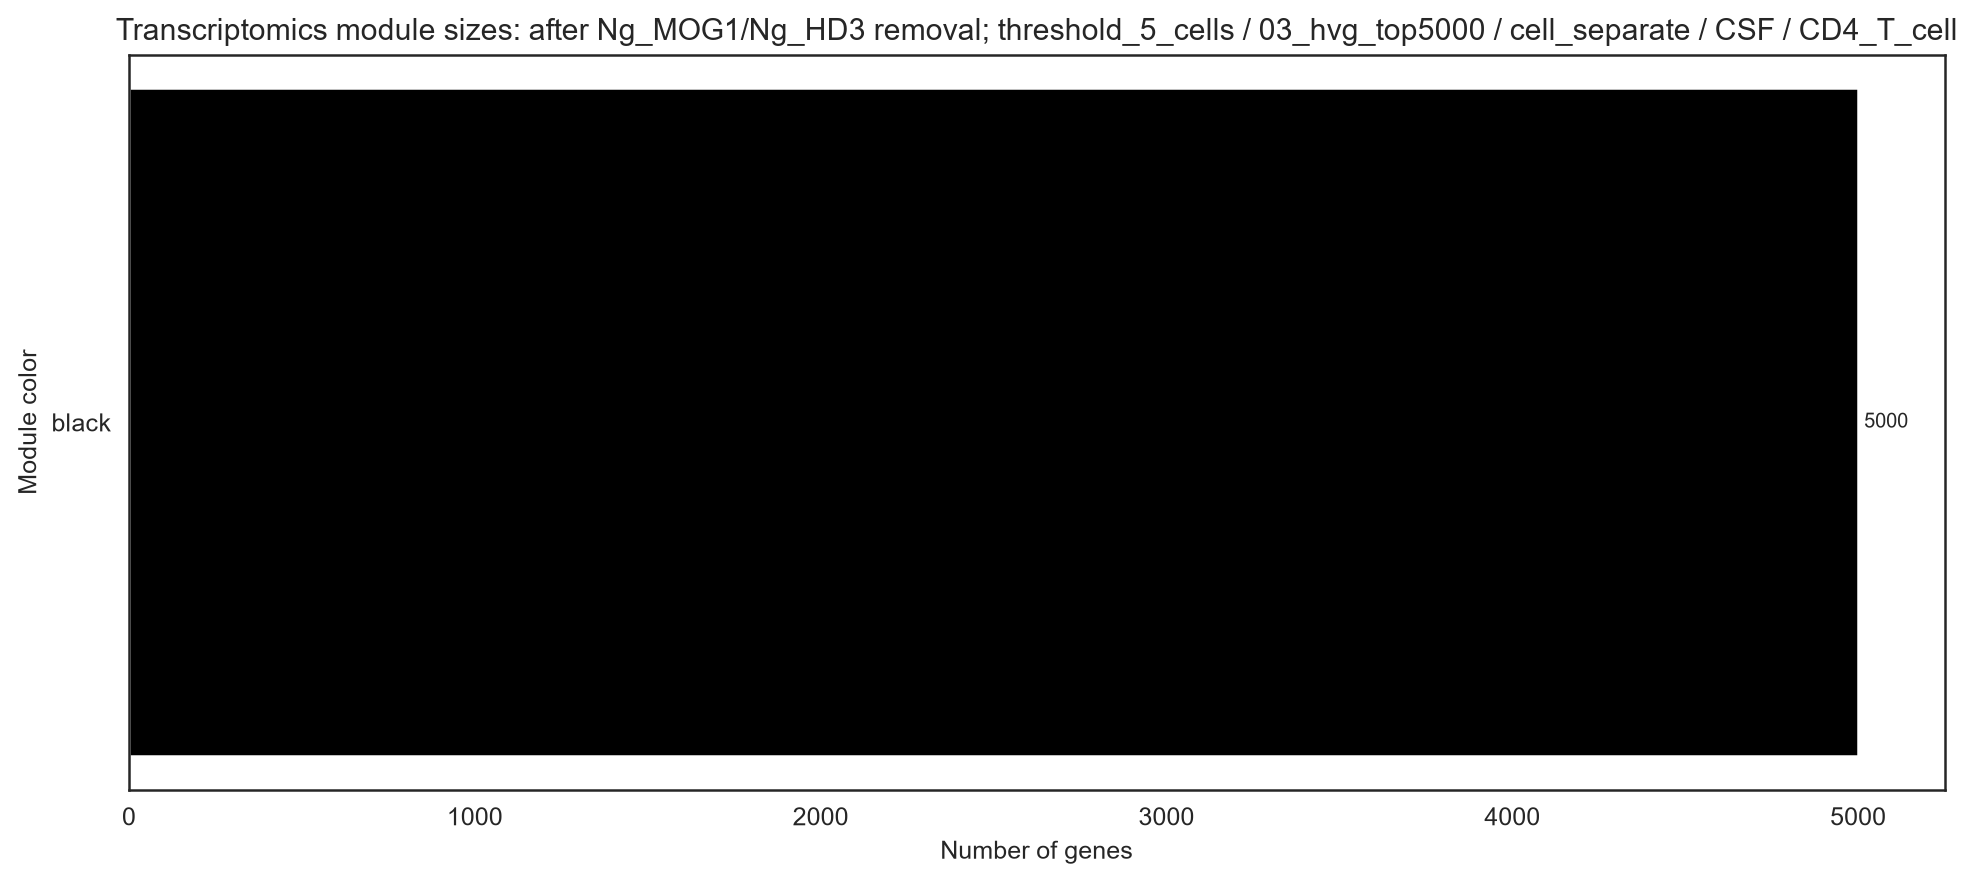 Transcriptomics module sizes: after Ng_MOG1/Ng_HD3 removal; threshold_5_cells / 03_hvg_top5000 / cell_separate / CSF / CD4_T_cell
Module color
black
5000
0 1000 2000 3000 4000 5000
Number of genes